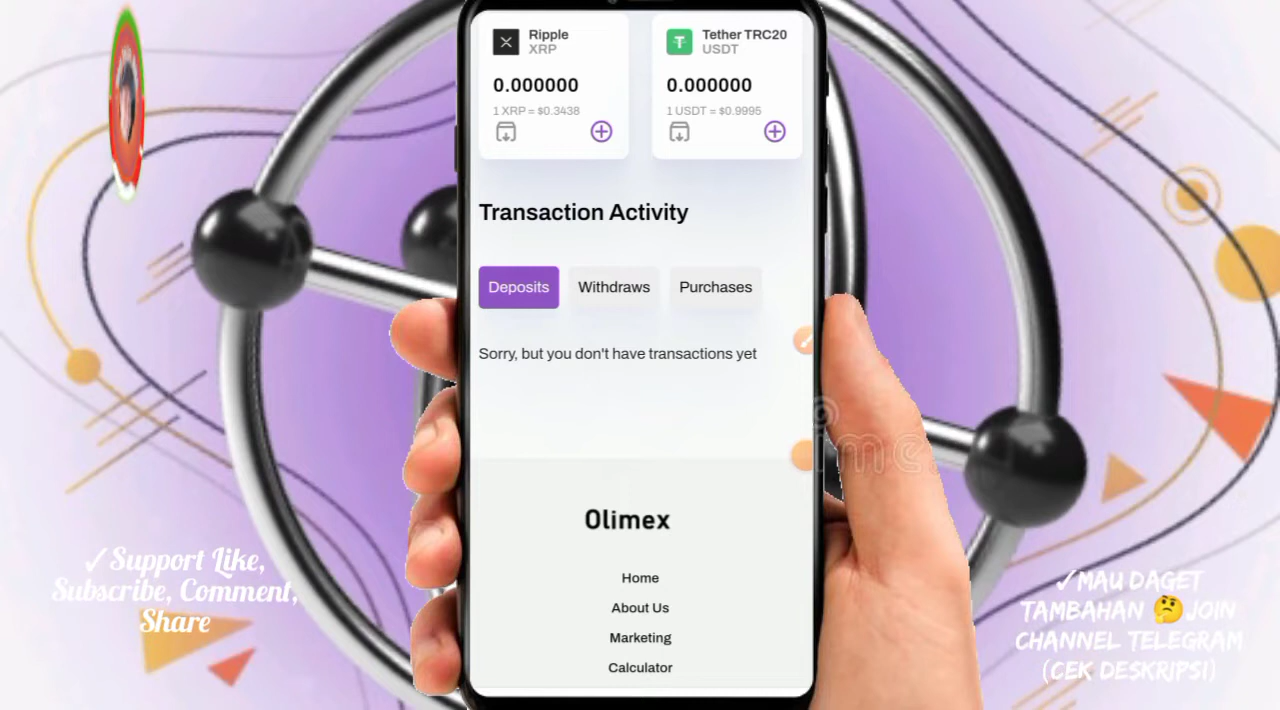 Ripple
XRP
0.000000
1 XRP = $0.3438
Tether TRC20
USDT
0.000000
1 USDT = $0.9995
Transaction Activity
Deposits Withdraws Purchases
Sorry, but you don't have transactions yet
Olimex
Home
About Us
Marketing
Calculator
✓Support Like,
Subscribe, Comment,
Share
✓MAU DAGET
TAMBAHAN 🤔JOIN
CHANNEL TELEGRAM
(CEK DESKRIPSI)